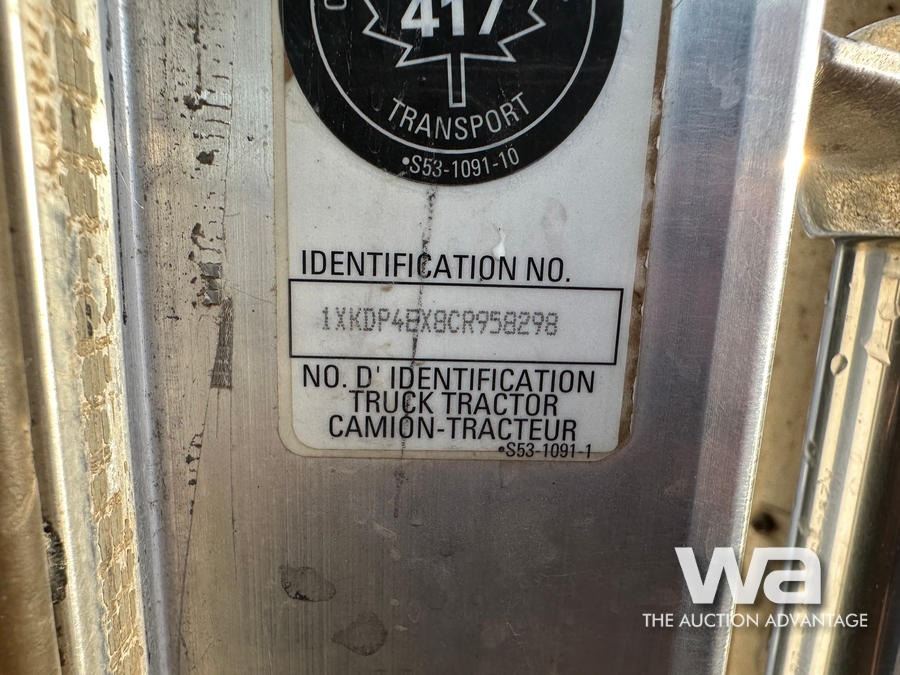 417
TRANSPORT
•S53-1091-10
IDENTIFICATION NO.
1XKDP4EX8CR958298
NO. D' IDENTIFICATION
TRUCK TRACTOR
CAMION-TRACTEUR
•S53-1091-1
wa
THE AUCTION ADVANTAGE